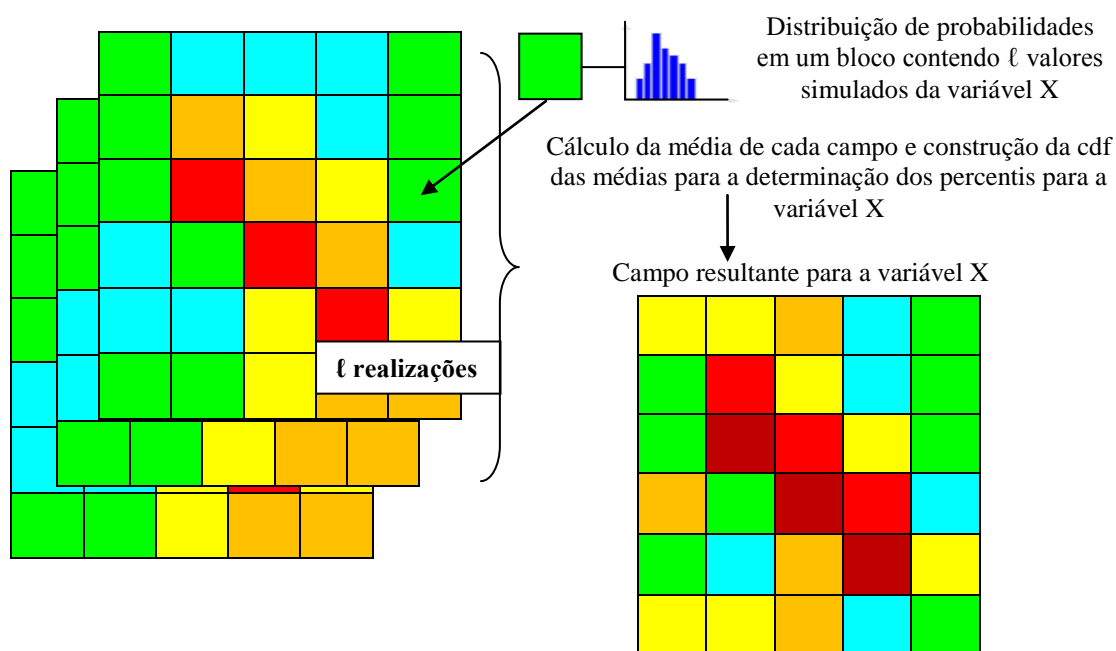 Distribuição de probabilidades
em um bloco contendo ℓ valores
simulados da variável X
Cálculo da média de cada campo e construção da cdf
das médias para a determinação dos percentis para a
variável X
Campo resultante para a variável X
ℓ realizações